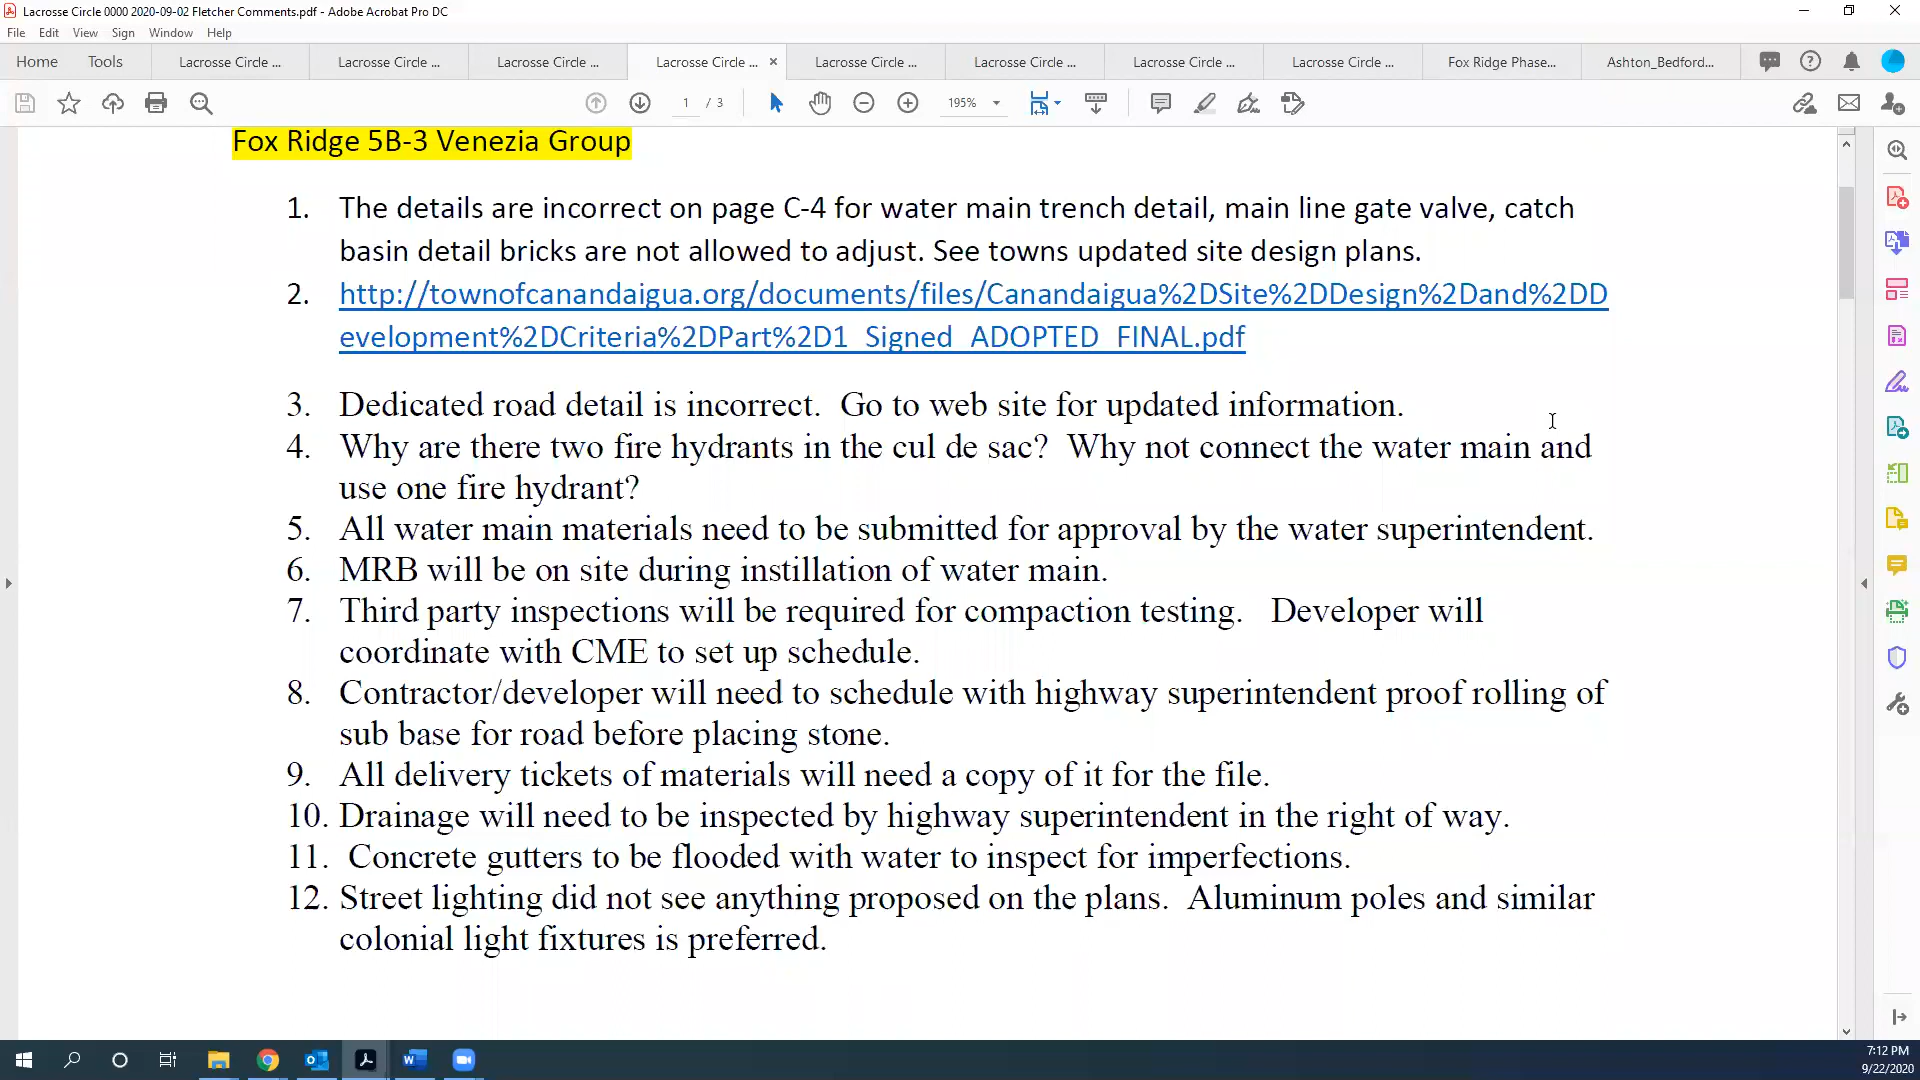 Lacrosse Circle 0000 2020-09-02 Fletcher Comments.pdf - Adobe Acrobat Pro DC
File Edit View Sign Window Help
Home Tools Lacrosse Circle ... Lacrosse Circle ... Lacrosse Circle ... Lacrosse Circle ... × Lacrosse Circle ... Lacrosse Circle ... Lacrosse Circle ... Lacrosse Circle ... Fox Ridge Phase... Ashton_Bedford...
1 / 3 195%
Fox Ridge 5B-3 Venezia Group
1. The details are incorrect on page C-4 for water main trench detail, main line gate valve, catch
basin detail bricks are not allowed to adjust. See towns updated site design plans.
2. http://townofcanandaigua.org/documents/files/Canandaigua%2DSite%2DDesign%2Dand%2DD
evelopment%2DCriteria%2DPart%2D1_Signed_ADOPTED_FINAL.pdf
3. Dedicated road detail is incorrect. Go to web site for updated information.
4. Why are there two fire hydrants in the cul de sac? Why not connect the water main and
use one fire hydrant?
5. All water main materials need to be submitted for approval by the water superintendent.
6. MRB will be on site during instillation of water main.
7. Third party inspections will be required for compaction testing. Developer will
coordinate with CME to set up schedule.
8. Contractor/developer will need to schedule with highway superintendent proof rolling of
sub base for road before placing stone.
9. All delivery tickets of materials will need a copy of it for the file.
10. Drainage will need to be inspected by highway superintendent in the right of way.
11. Concrete gutters to be flooded with water to inspect for imperfections.
12. Street lighting did not see anything proposed on the plans. Aluminum poles and similar
colonial light fixtures is preferred.
7:12 PM
9/22/2020